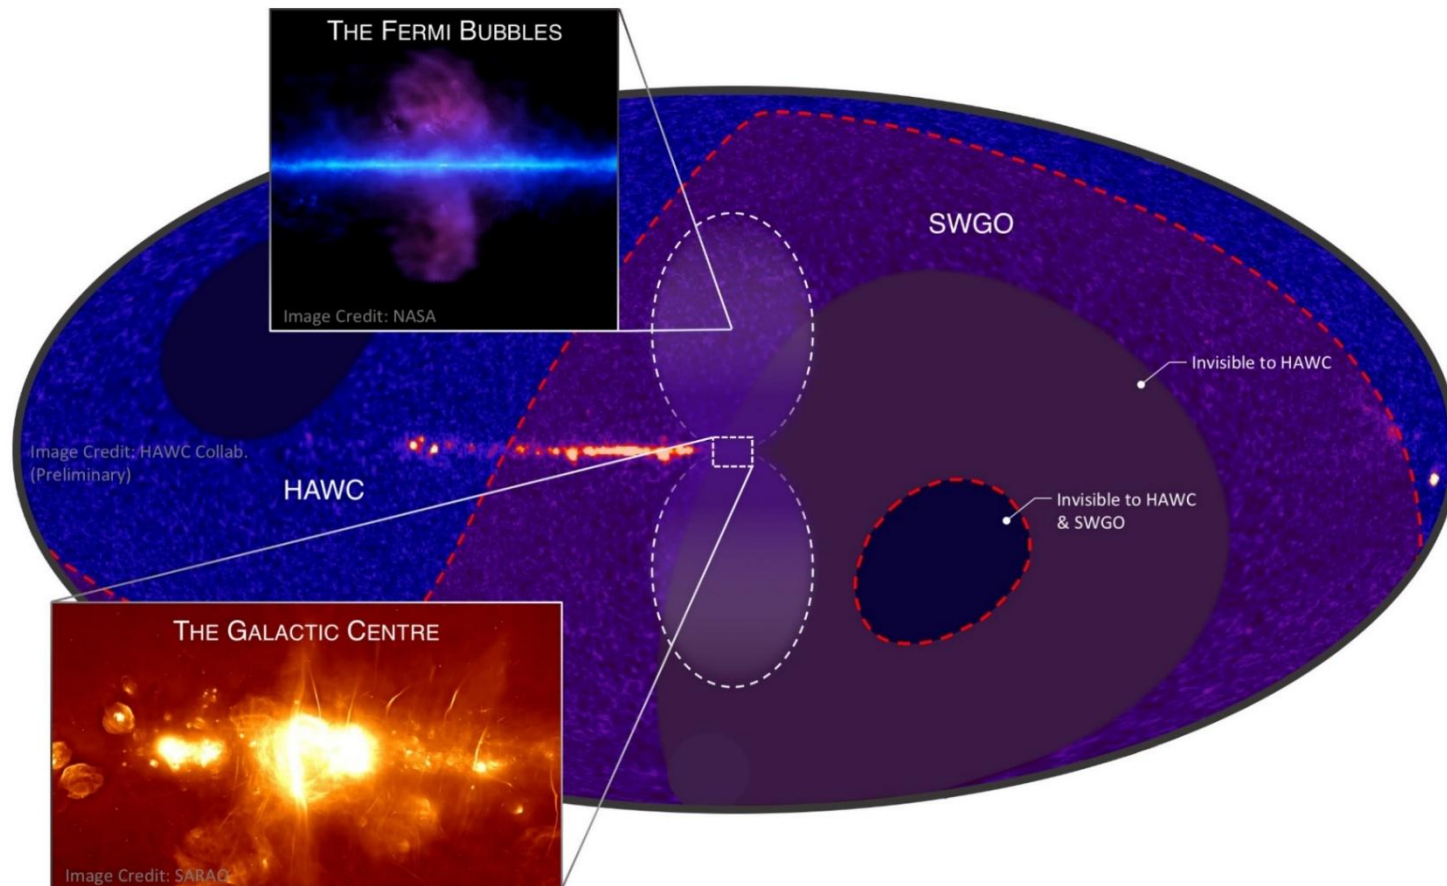 THE FERMI BUBBLES
Image Credit: NASA
SWGO
Invisible to HAWC
Image Credit: HAWC Collab.
(Preliminary)
HAWC
Invisible to HAWC
& SWGO
THE GALACTIC CENTRE
Image Credit: SARAO